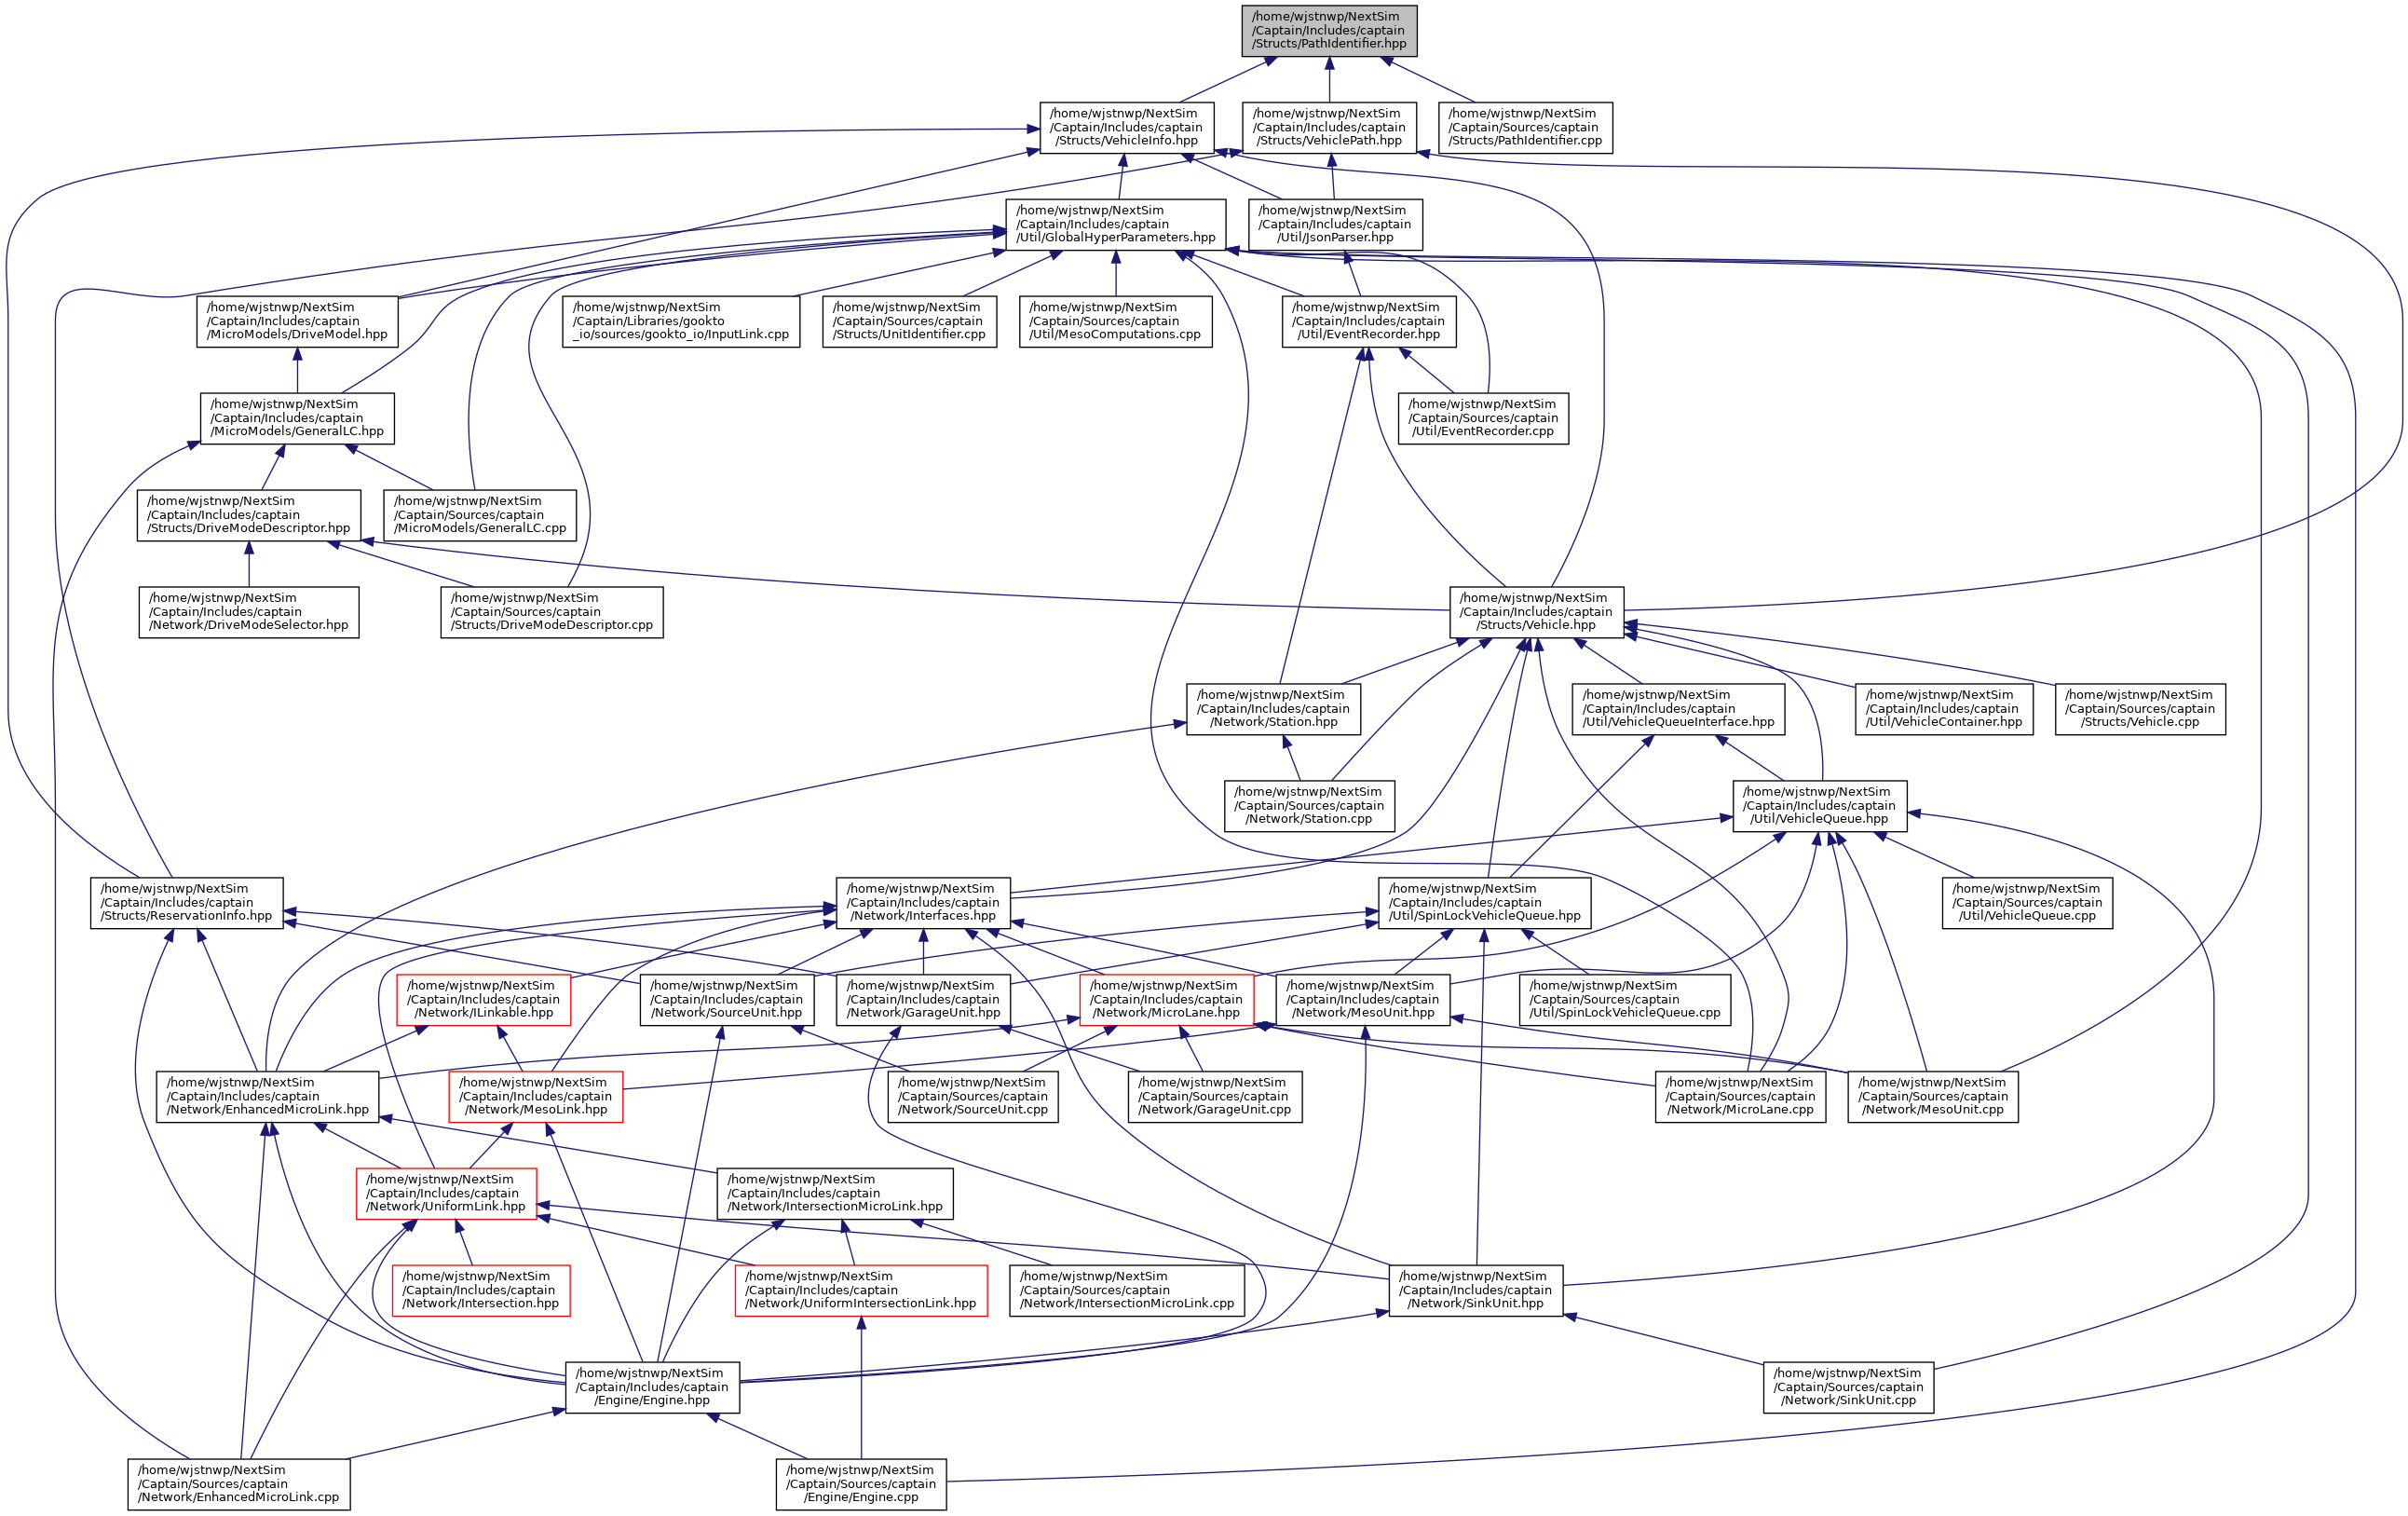 /home/wjstnwp/NextSim
/Captain/Includes/captain
/Structs/PathIdentifier.hpp
/home/wjstnwp/NextSim
/Captain/Includes/captain
/Structs/VehicleInfo.hpp
/home/wjstnwp/NextSim
/Captain/Includes/captain
/Structs/VehiclePath.hpp
/home/wjstnwp/NextSim
/Captain/Sources/captain
/Structs/PathIdentifier.cpp
/home/wjstnwp/NextSim
/Captain/Includes/captain
/Util/GlobalHyperParameters.hpp
/home/wjstnwp/NextSim
/Captain/Includes/captain
/Util/JsonParser.hpp
/home/wjstnwp/NextSim
/Captain/Includes/captain
/MicroModels/DriveModel.hpp
/home/wjstnwp/NextSim
/Captain/Libraries/gookto
_io/sources/gookto_io/InputLink.cpp
/home/wjstnwp/NextSim
/Captain/Sources/captain
/Structs/UnitIdentifier.cpp
/home/wjstnwp/NextSim
/Captain/Sources/captain
/Util/MesoComputations.cpp
/home/wjstnwp/NextSim
/Captain/Includes/captain
/Util/EventRecorder.hpp
/home/wjstnwp/NextSim
/Captain/Includes/captain
/MicroModels/GeneralLC.hpp
/home/wjstnwp/NextSim
/Captain/Sources/captain
/Util/EventRecorder.cpp
/home/wjstnwp/NextSim
/Captain/Includes/captain
/Structs/DriveModeDescriptor.hpp
/home/wjstnwp/NextSim
/Captain/Sources/captain
/MicroModels/GeneralLC.cpp
/home/wjstnwp/NextSim
/Captain/Includes/captain
/Network/DriveModeSelector.hpp
/home/wjstnwp/NextSim
/Captain/Sources/captain
/Structs/DriveModeDescriptor.cpp
/home/wjstnwp/NextSim
/Captain/Includes/captain
/Structs/Vehicle.hpp
/home/wjstnwp/NextSim
/Captain/Includes/captain
/Network/Station.hpp
/home/wjstnwp/NextSim
/Captain/Includes/captain
/Util/VehicleQueueInterface.hpp
/home/wjstnwp/NextSim
/Captain/Includes/captain
/Util/VehicleContainer.hpp
/home/wjstnwp/NextSim
/Captain/Sources/captain
/Structs/Vehicle.cpp
/home/wjstnwp/NextSim
/Captain/Sources/captain
/Network/Station.cpp
/home/wjstnwp/NextSim
/Captain/Includes/captain
/Util/VehicleQueue.hpp
/home/wjstnwp/NextSim
/Captain/Includes/captain
/Structs/ReservationInfo.hpp
/home/wjstnwp/NextSim
/Captain/Includes/captain
/Network/Interfaces.hpp
/home/wjstnwp/NextSim
/Captain/Includes/captain
/Util/SpinLockVehicleQueue.hpp
/home/wjstnwp/NextSim
/Captain/Sources/captain
/Util/VehicleQueue.cpp
/home/wjstnwp/NextSim
/Captain/Includes/captain
/Network/ILinkable.hpp
/home/wjstnwp/NextSim
/Captain/Includes/captain
/Network/SourceUnit.hpp
/home/wjstnwp/NextSim
/Captain/Includes/captain
/Network/GarageUnit.hpp
/home/wjstnwp/NextSim
/Captain/Includes/captain
/Network/MicroLane.hpp
/home/wjstnwp/NextSim
/Captain/Includes/captain
/Network/MesoUnit.hpp
/home/wjstnwp/NextSim
/Captain/Sources/captain
/Util/SpinLockVehicleQueue.cpp
/home/wjstnwp/NextSim
/Captain/Includes/captain
/Network/EnhancedMicroLink.hpp
/home/wjstnwp/NextSim
/Captain/Includes/captain
/Network/MesoLink.hpp
/home/wjstnwp/NextSim
/Captain/Sources/captain
/Network/SourceUnit.cpp
/home/wjstnwp/NextSim
/Captain/Sources/captain
/Network/GarageUnit.cpp
/home/wjstnwp/NextSim
/Captain/Sources/captain
/Network/MicroLane.cpp
/home/wjstnwp/NextSim
/Captain/Sources/captain
/Network/MesoUnit.cpp
/home/wjstnwp/NextSim
/Captain/Includes/captain
/Network/UniformLink.hpp
/home/wjstnwp/NextSim
/Captain/Includes/captain
/Network/IntersectionMicroLink.hpp
/home/wjstnwp/NextSim
/Captain/Includes/captain
/Network/Intersection.hpp
/home/wjstnwp/NextSim
/Captain/Includes/captain
/Network/UniformIntersectionLink.hpp
/home/wjstnwp/NextSim
/Captain/Sources/captain
/Network/IntersectionMicroLink.cpp
/home/wjstnwp/NextSim
/Captain/Includes/captain
/Network/SinkUnit.hpp
/home/wjstnwp/NextSim
/Captain/Includes/captain
/Engine/Engine.hpp
/home/wjstnwp/NextSim
/Captain/Sources/captain
/Network/SinkUnit.cpp
/home/wjstnwp/NextSim
/Captain/Sources/captain
/Network/EnhancedMicroLink.cpp
/home/wjstnwp/NextSim
/Captain/Sources/captain
/Engine/Engine.cpp